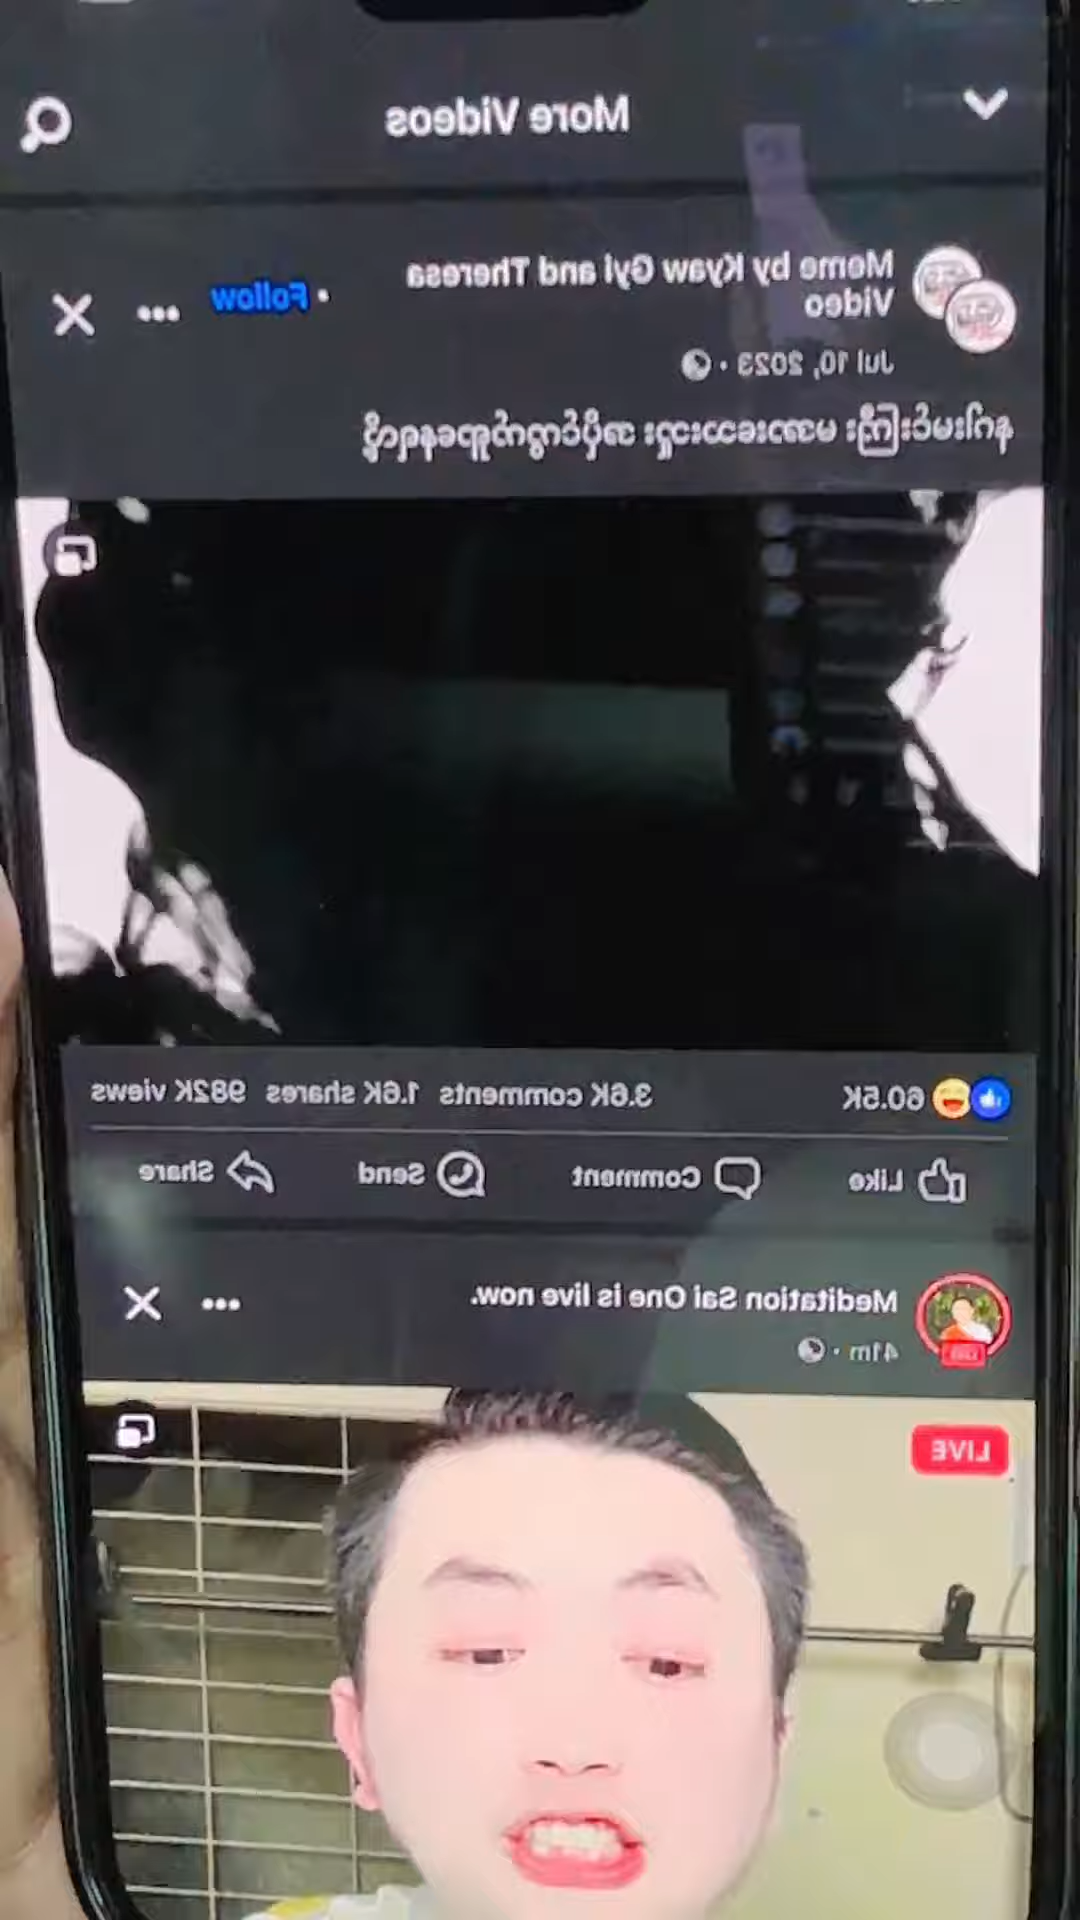 More Videos
Meme by Kyaw Gyi and Theresa
Video
• Follow
Jul 10, 2023
60.5K
3.6K comments 1.6K shares 982K views
Like
Comment
Send
Share
Meditation Sai One is live now.
41m
LIVE